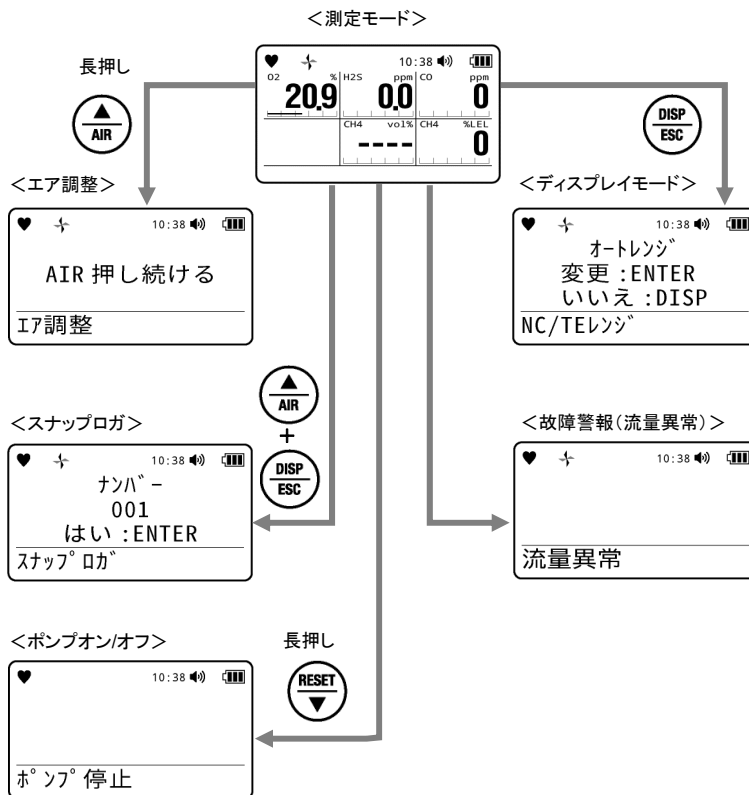 ＜測定モード＞
10:38
O2 % H2S ppm CO ppm
20.9 0.0 0
CH4 vol% CH4 %LEL
---- 0
長押し
▲
AIR
DISP
ESC
＜エア調整＞
10:38
AIR 押し続ける
エア調整
＜ディスプレイモード＞
10:38
ｵｰﾄﾚﾝｼﾞ
変更 :ENTER
いいえ :DISP
NC/TEﾚﾝｼﾞ
▲
AIR
+
DISP
ESC
＜スナップロガ＞
10:38
ﾅﾝﾊﾞｰ
001
はい :ENTER
ｽﾅｯﾌﾟﾛｶﾞ
＜故障警報(流量異常)＞
10:38
流量異常
＜ポンプオン/オフ＞
長押し
RESET
▼
10:38
ﾎﾟﾝﾌﾟ停止